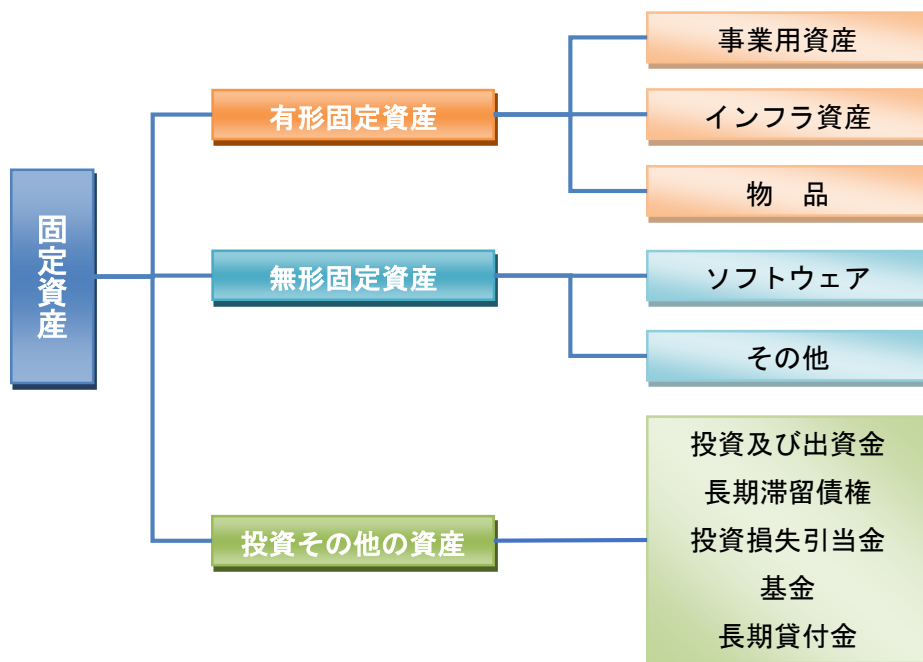 固定資産
有形固定資産
事業用資産
インフラ資産
物　品
無形固定資産
ソフトウェア
その他
投資その他の資産
投資及び出資金
長期滞留債権
投資損失引当金
基金
長期貸付金